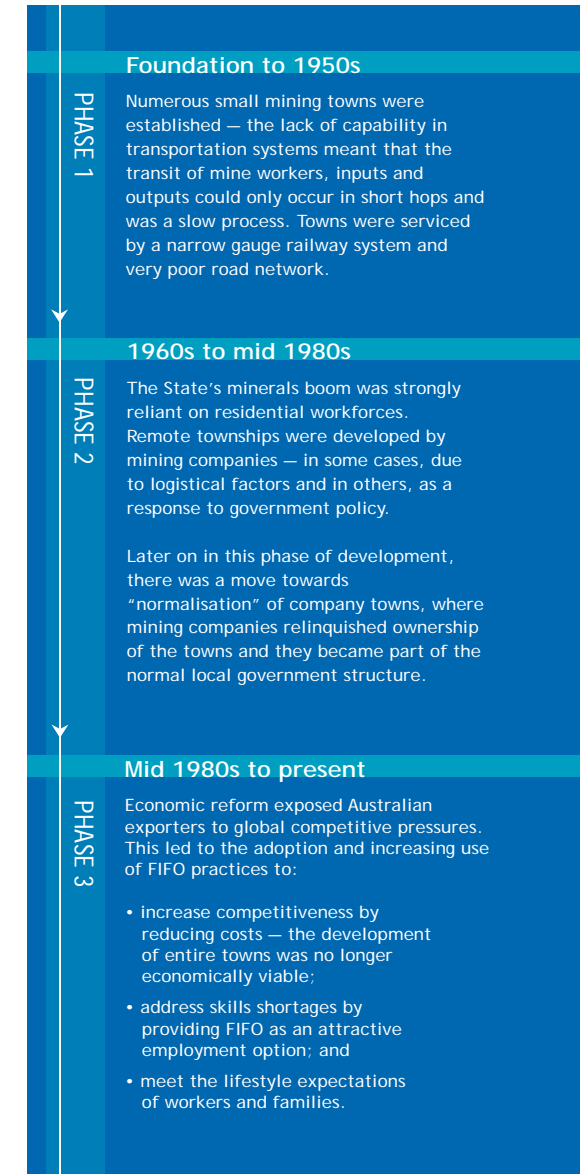 Foundation to 1950s
PHASE 1
Numerous small mining towns were
established — the lack of capability in
transportation systems meant that the
transit of mine workers, inputs and
outputs could only occur in short hops and
was a slow process. Towns were serviced
by a narrow gauge railway system and
very poor road network.
1960s to mid 1980s
PHASE 2
The State's minerals boom was strongly
reliant on residential workforces.
Remote townships were developed by
mining companies — in some cases, due
to logistical factors and in others, as a
response to government policy.
Later on in this phase of development,
there was a move towards
"normalisation" of company towns, where
mining companies relinquished ownership
of the towns and they became part of the
normal local government structure.
Mid 1980s to present
PHASE 3
Economic reform exposed Australian
exporters to global competitive pressures.
This led to the adoption and increasing use
of FIFO practices to:
• increase competitiveness by
reducing costs — the development
of entire towns was no longer
economically viable;
• address skills shortages by
providing FIFO as an attractive
employment option; and
• meet the lifestyle expectations
of workers and families.